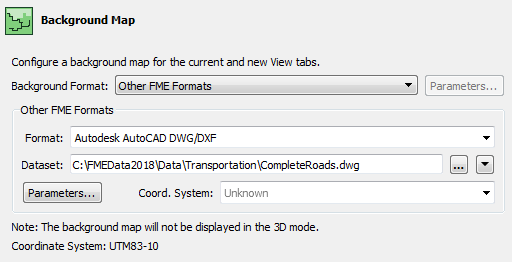 Background Map
Configure a background map for the current and new View tabs.
Background Format: Other FME Formats Parameters...
Other FME Formats
Format: Autodesk AutoCAD DWG/DXF
Dataset: C:\FMEData2018\Data\Transportation\CompleteRoads.dwg ...
Parameters... Coord. System: Unknown
Note: The background map will not be displayed in the 3D mode.
Coordinate System: UTM83-10